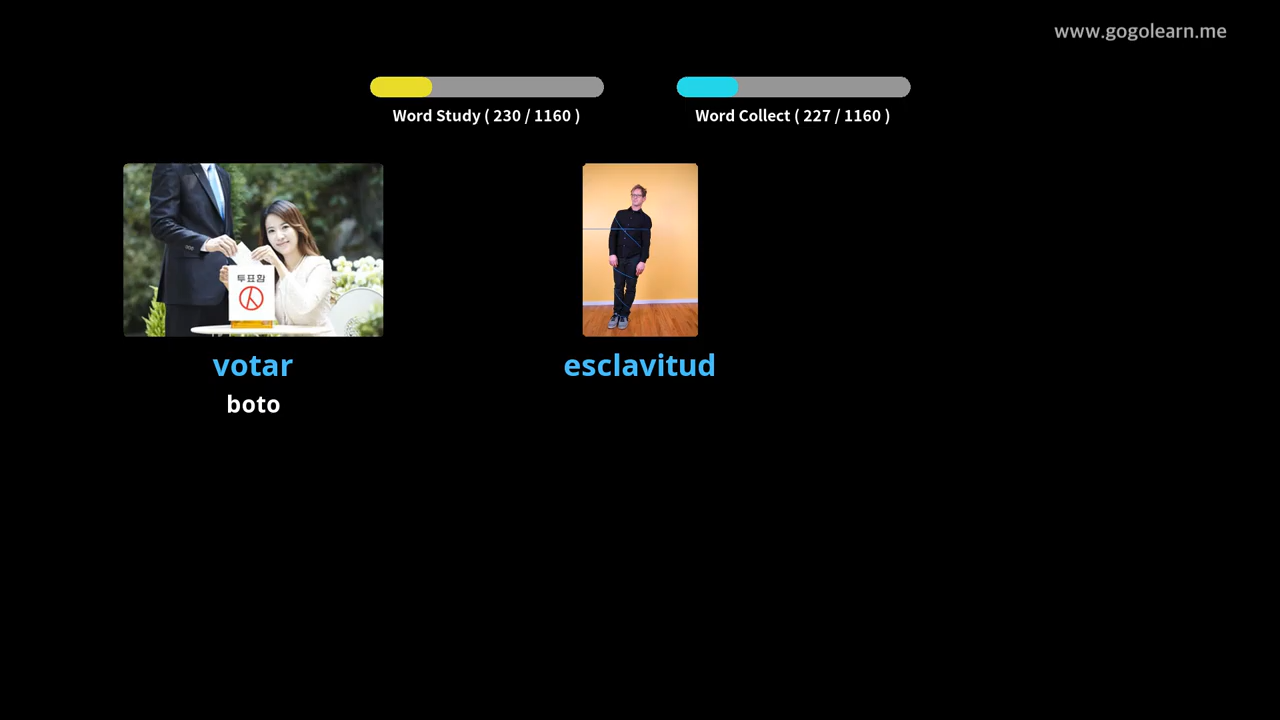 www.gogolearn.me
Word Study ( 230 / 1160 )
Word Collect ( 227 / 1160 )
투표함
votar
esclavitud
boto